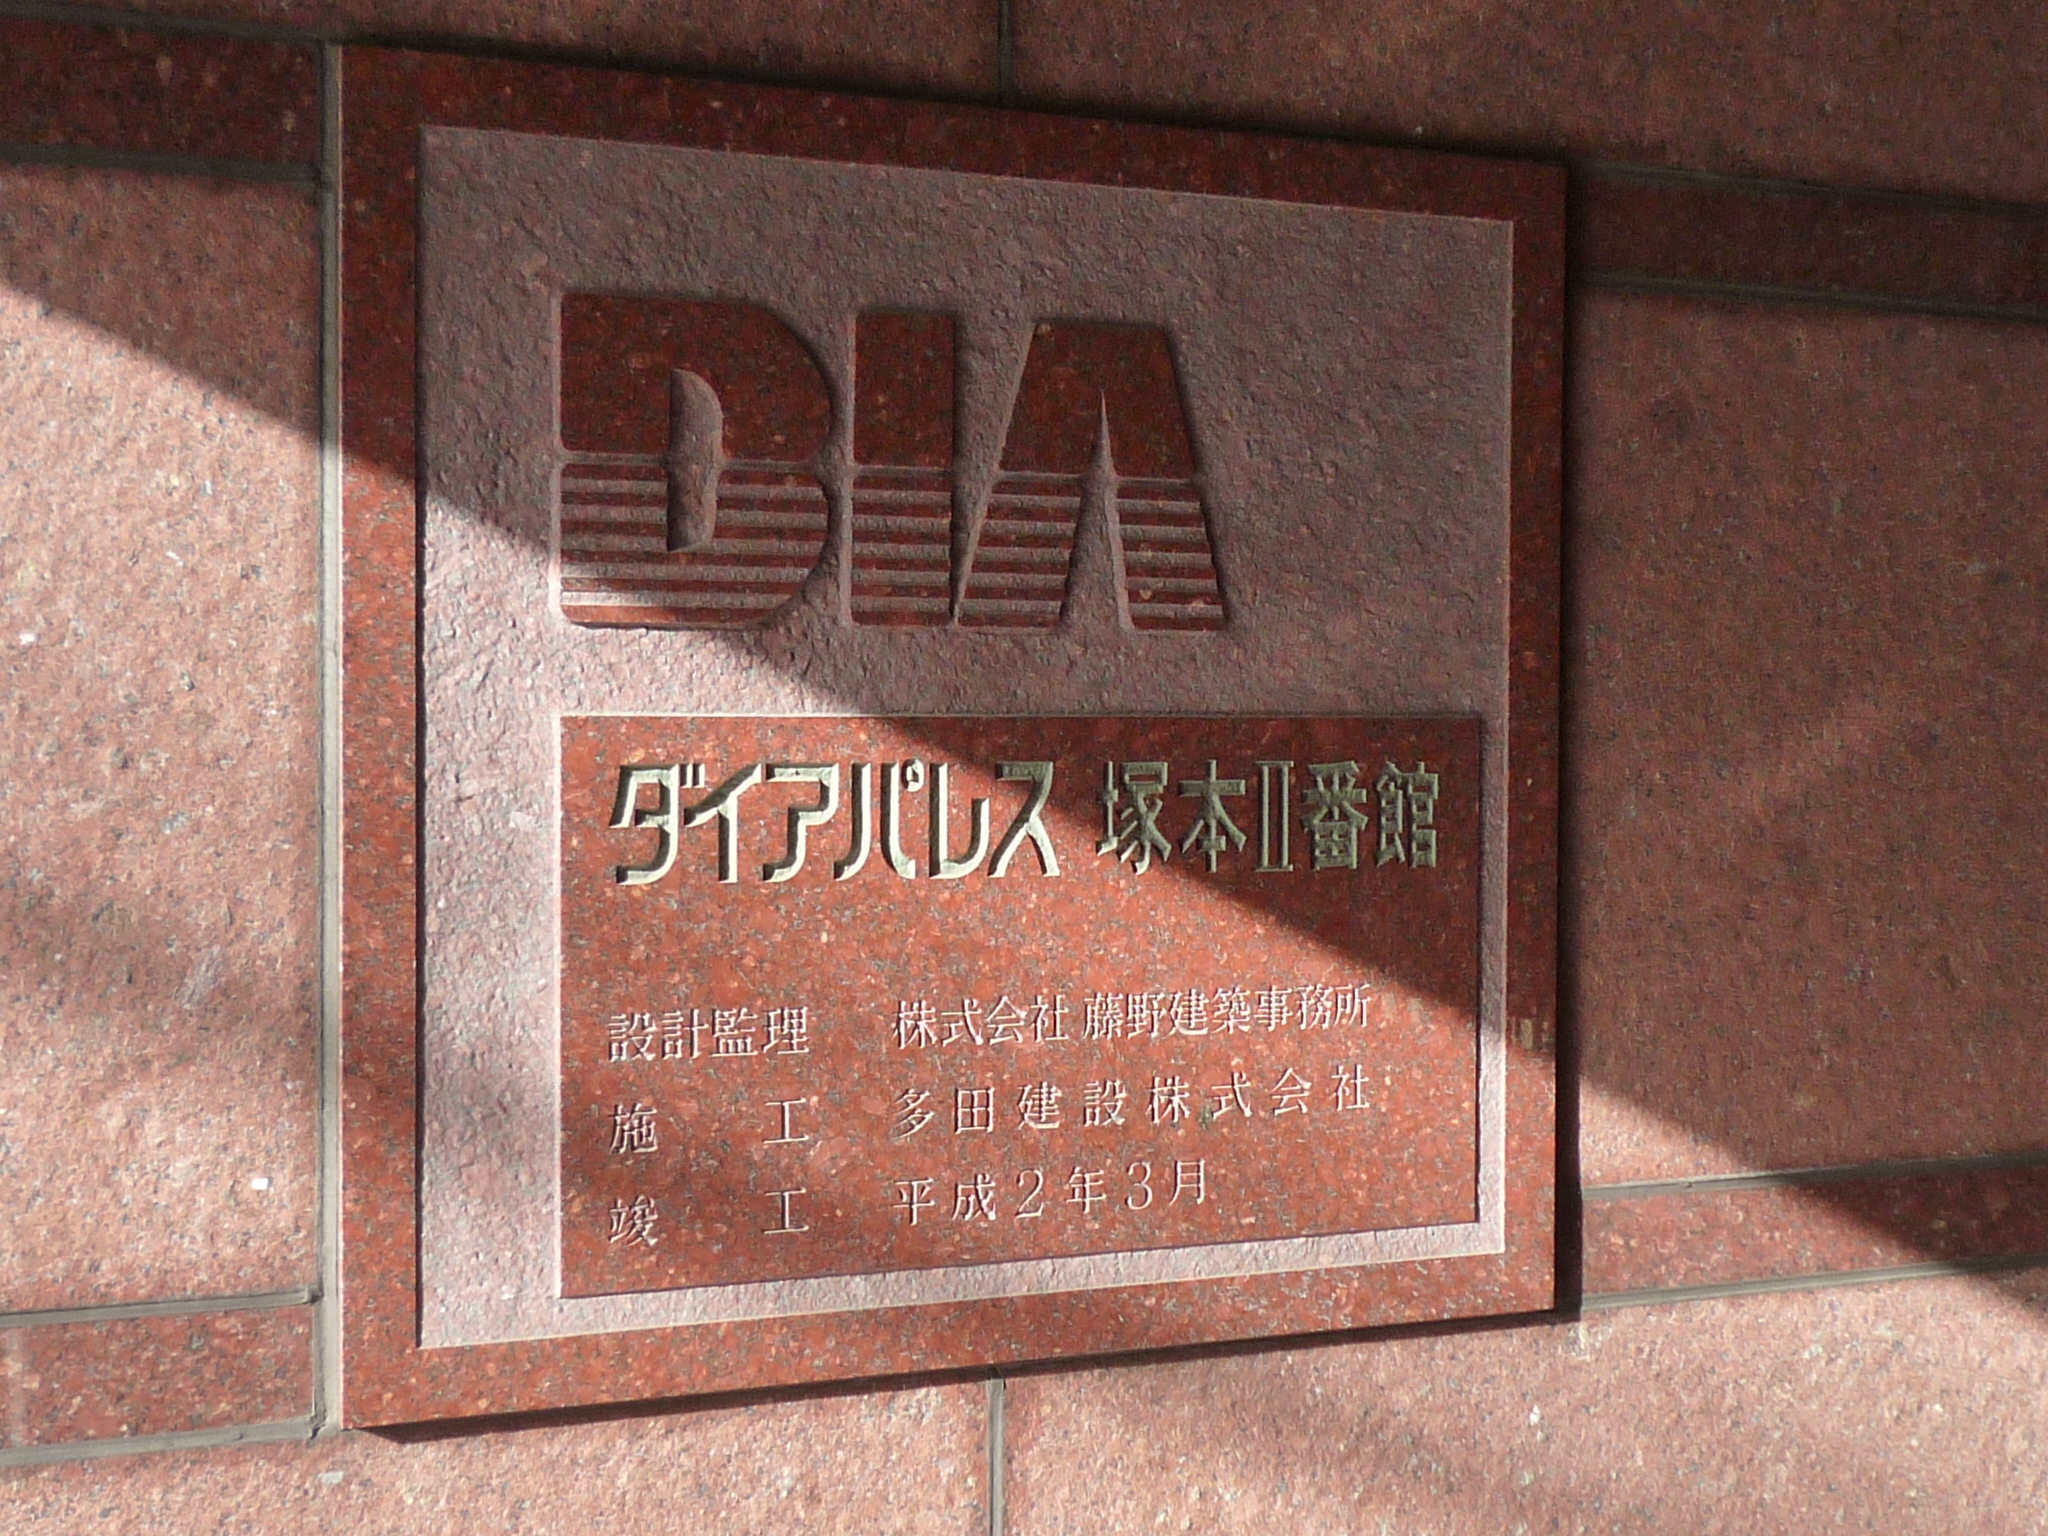 DIA
ダイアパレス 塚本II番館
設計監理 株式会社 藤野建築事務所
施工 多田建設株式会社
竣工 平成2年3月